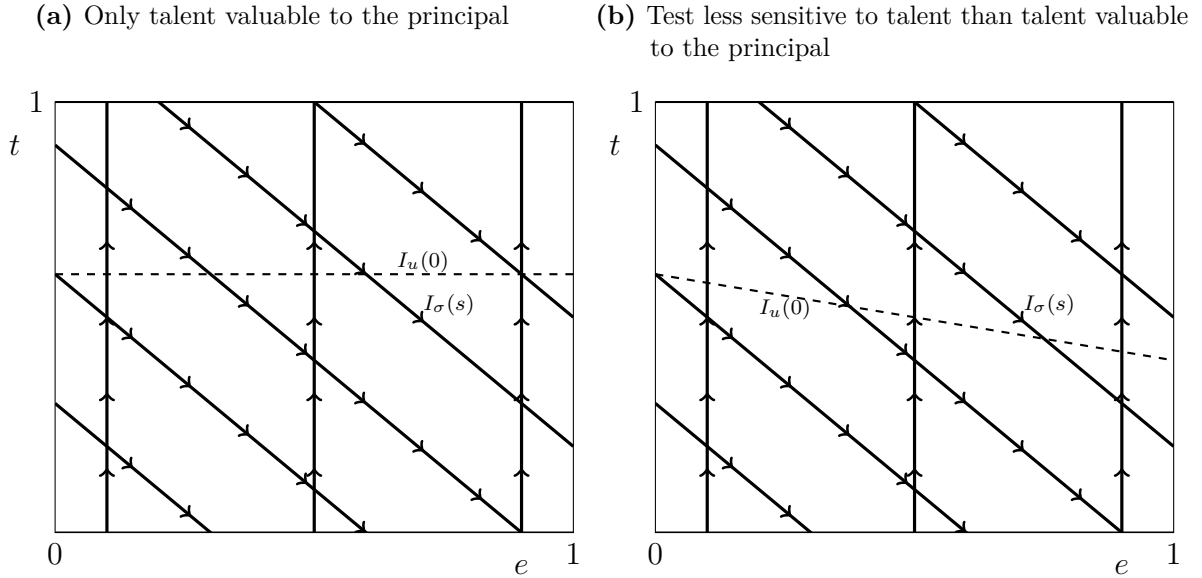 (a) Only talent valuable to the principal
1
t
I_u(0)
I_σ(s)
0
e
1
(b) Test less sensitive to talent than talent valuable
to the principal
1
t
I_u(0)
I_σ(s)
0
e
1